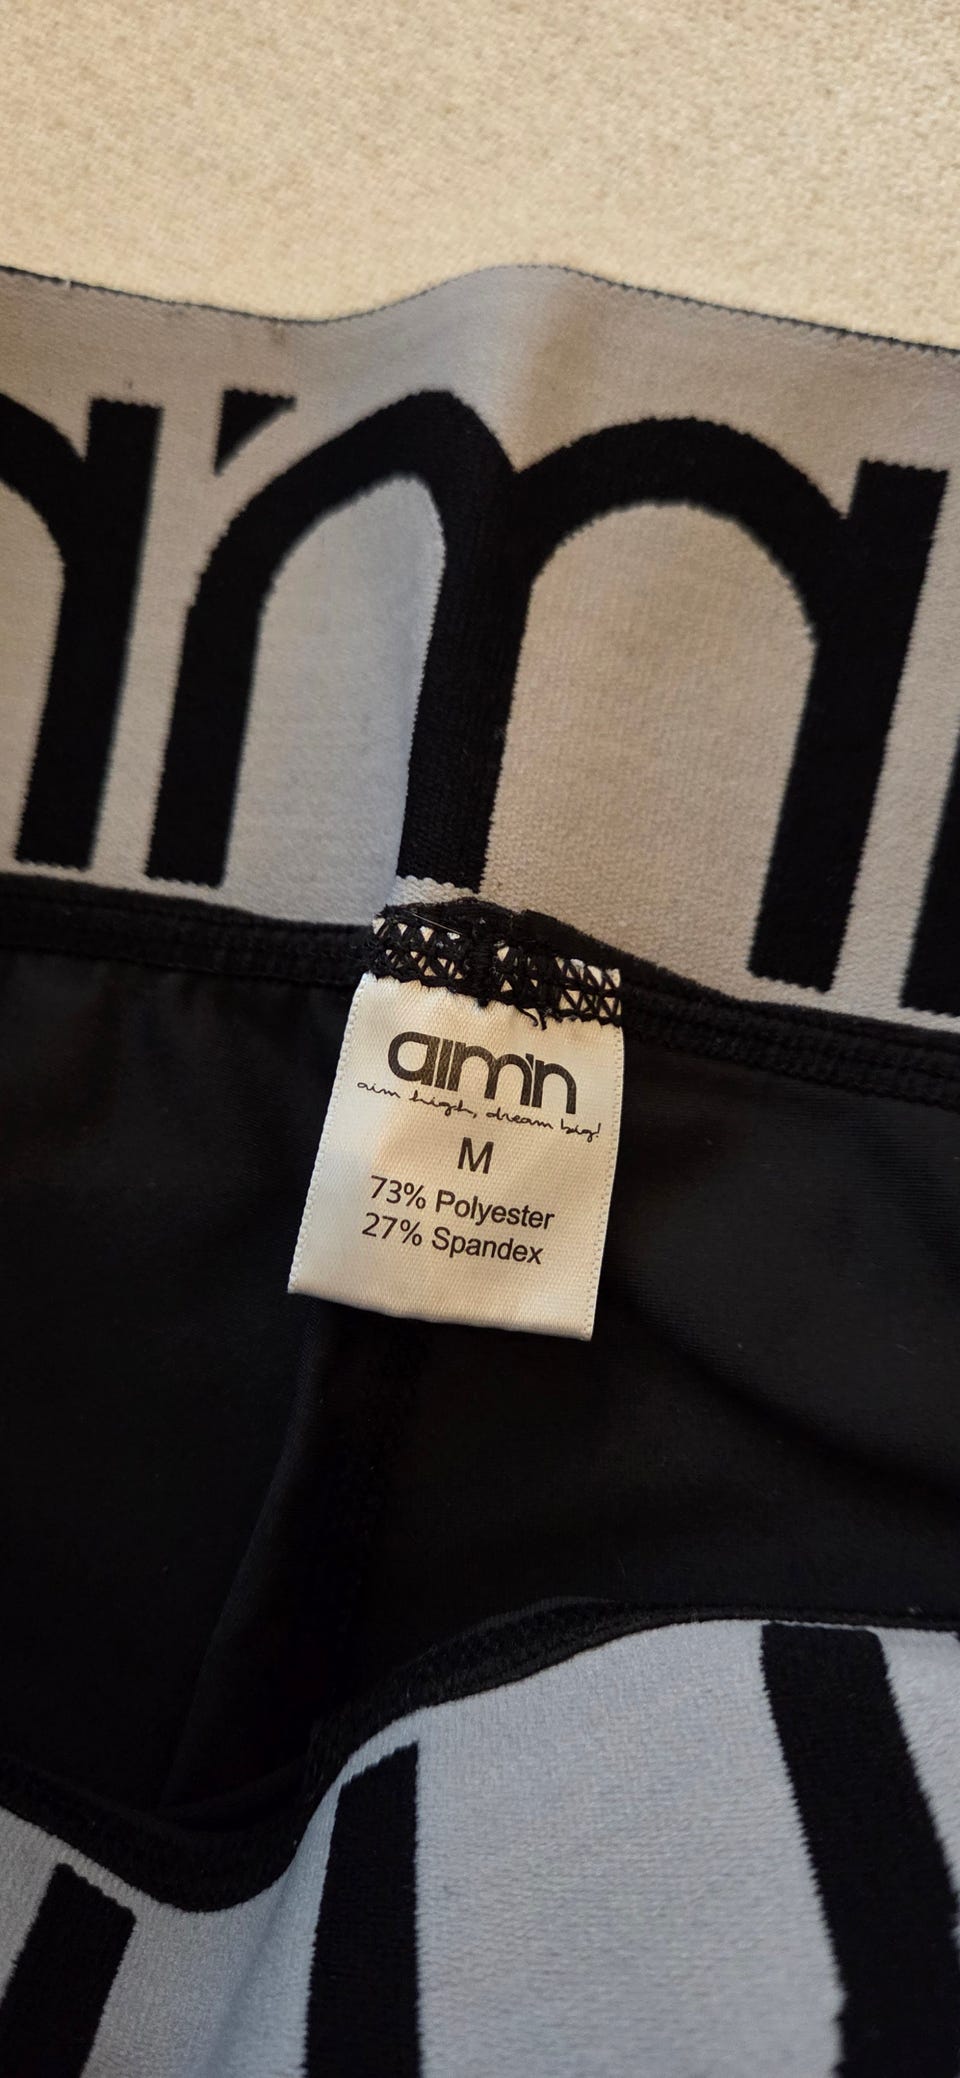 aim'n
aim high, dream big!
M
73% Polyester
27% Spandex